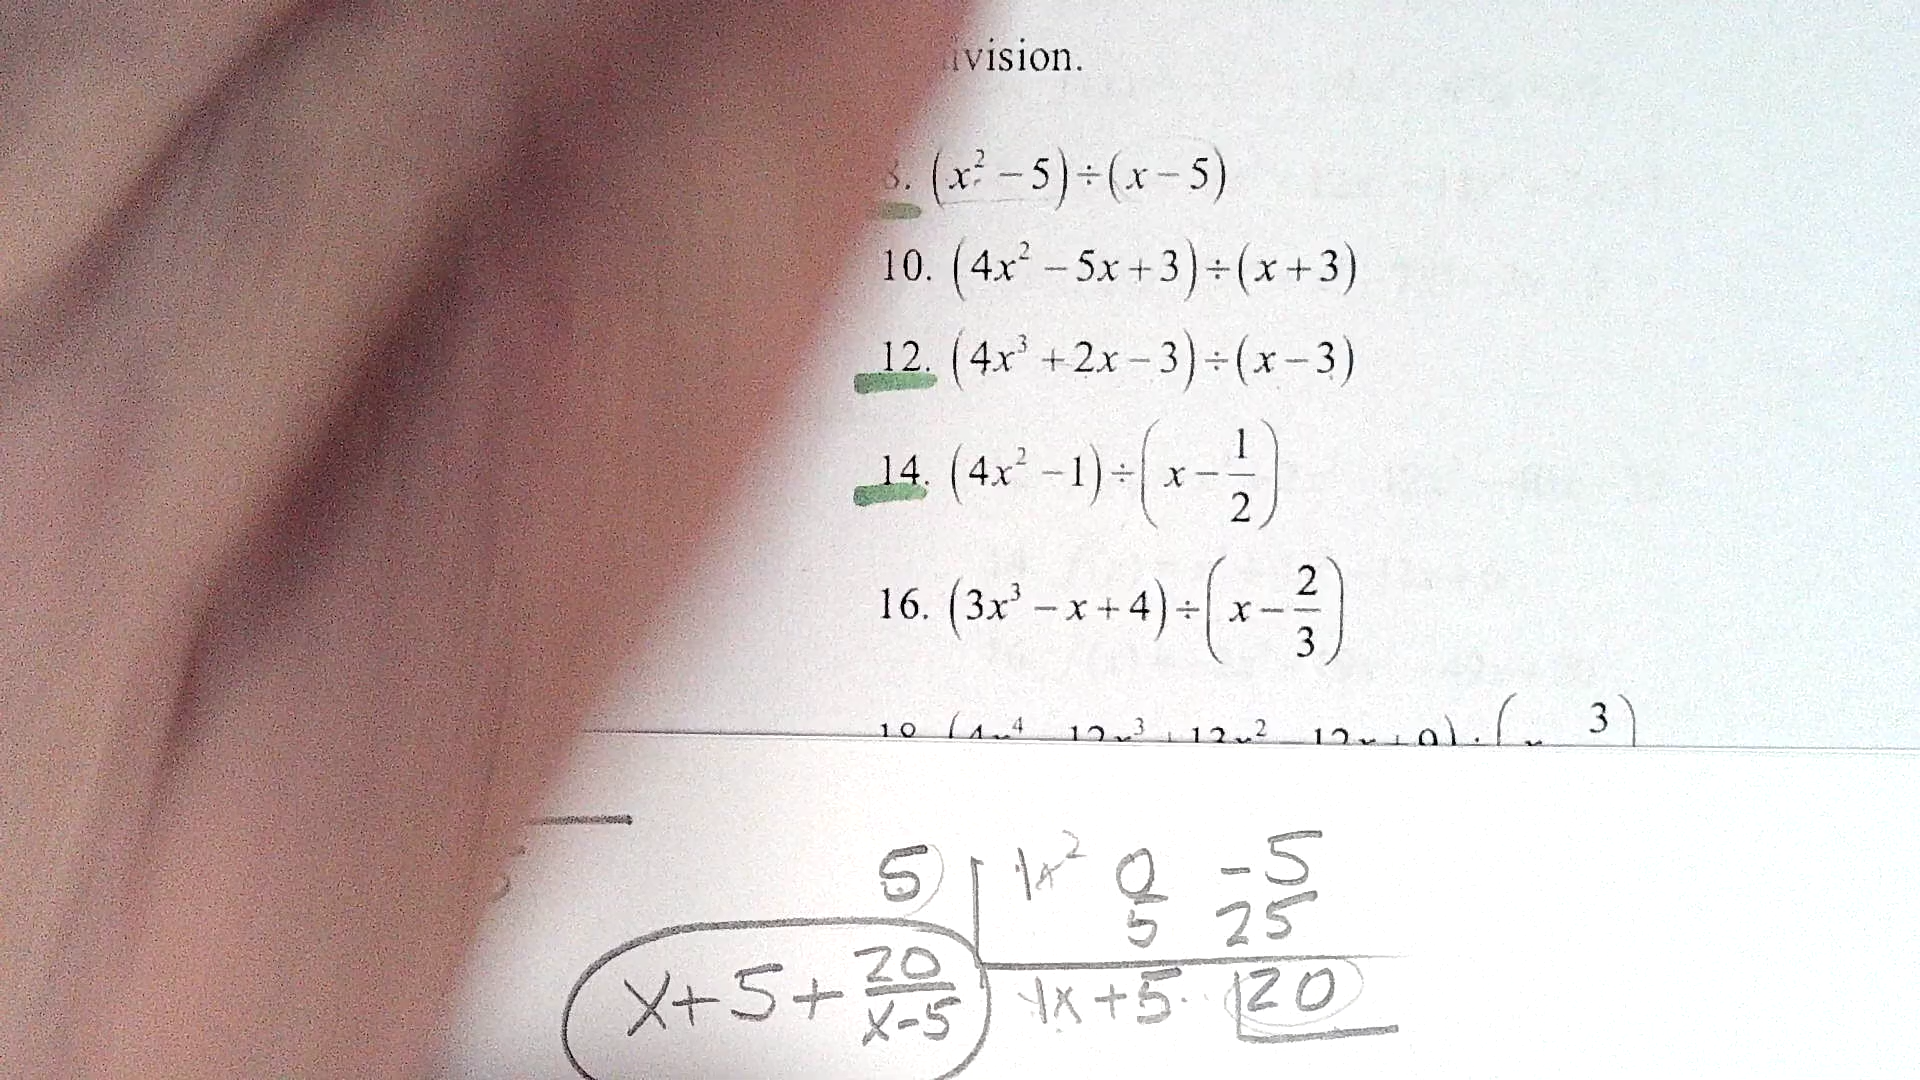 ivision.
8. (x² − 5) ÷ (x − 5)
10. (4x² − 5x + 3) ÷ (x + 3)
12. (4x³ + 2x − 3) ÷ (x − 3)
14. (4x² − 1) ÷ (x − 1/2)
16. (3x³ − x + 4) ÷ (x − 2/3)
5 1x² 0 -5
5 25
x+5+20/(x-5) 1x+5 20